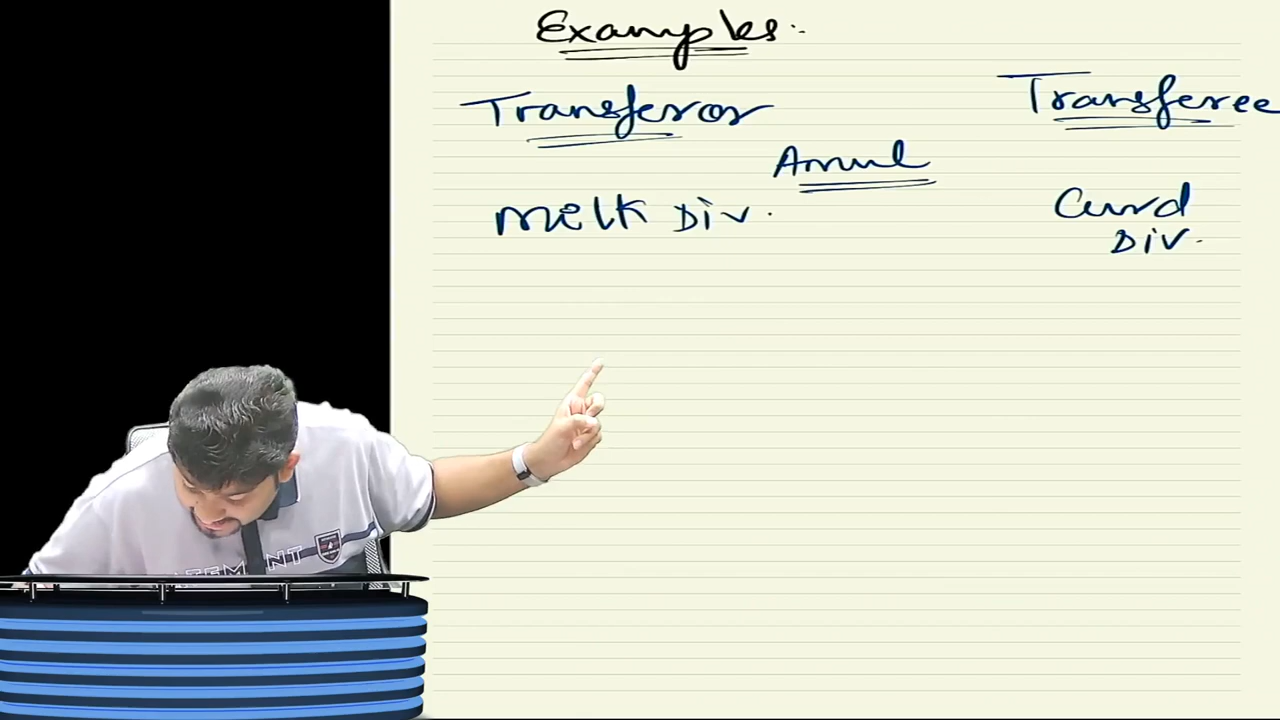 Examples:
Transferor Transferee
Amul
Melk Div. Curd
Div.